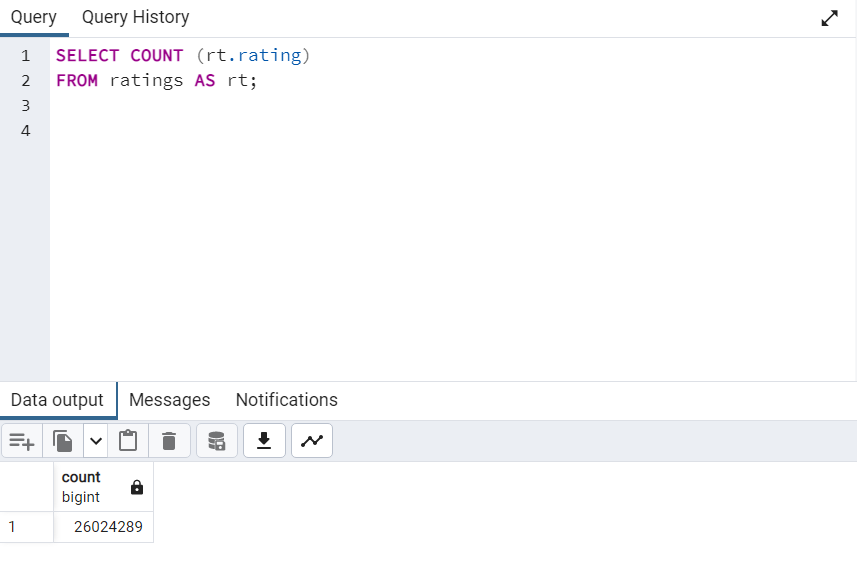 Query Query History
1 SELECT COUNT (rt.rating)
2 FROM ratings AS rt;
3
4
Data output Messages Notifications
count
bigint
1 26024289